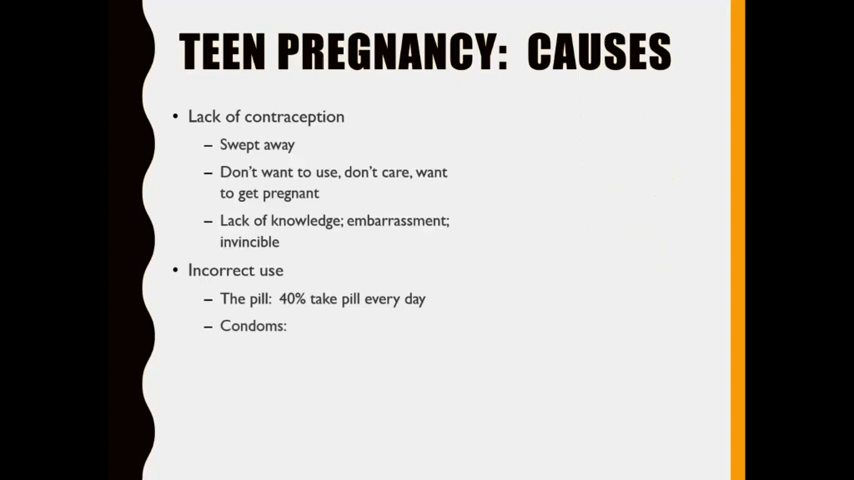 TEEN PREGNANCY: CAUSES
• Lack of contraception
– Swept away
– Don't want to use, don't care, want
to get pregnant
– Lack of knowledge; embarrassment;
invincible
• Incorrect use
– The pill: 40% take pill every day
– Condoms: